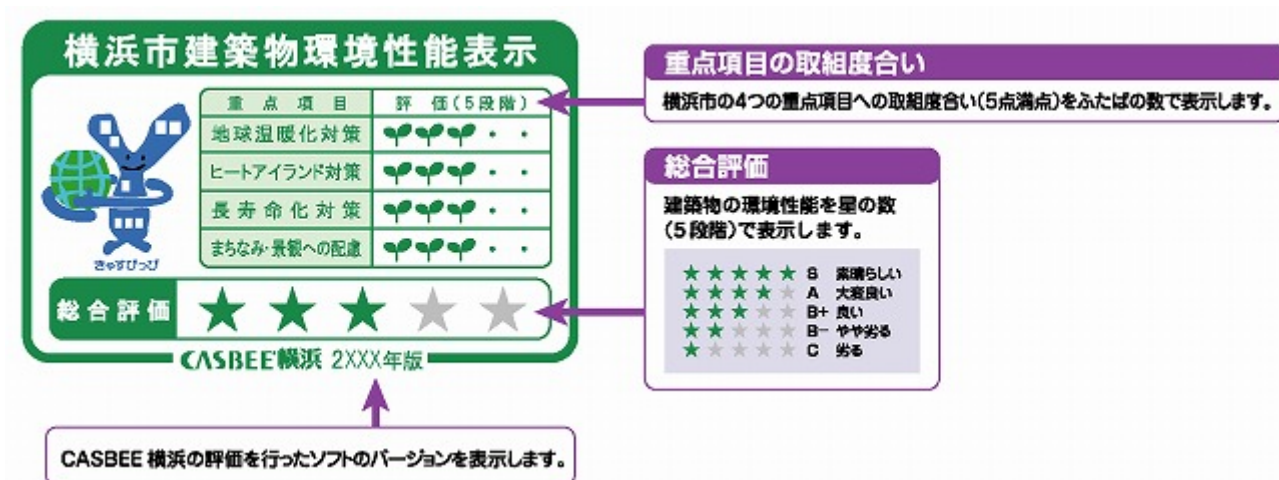 横浜市建築物環境性能表示
重点項目 評価(5段階)
地球温暖化対策
ヒートアイランド対策
長寿命化対策
まちなみ・景観への配慮
きゃすびっぴ
総合評価 ★ ★ ★ ★ ★
CASBEE横浜 2XXX年版
CASBEE 横浜の評価を行ったソフトのバージョンを表示します。
重点項目の取組度合い
横浜市の4つの重点項目への取組度合い(5点満点)をふたばの数で表示します。
総合評価
建築物の環境性能を星の数
(5段階)で表示します。
★★★★★ S 素晴らしい
★★★★★ A 大変良い
★★★★★ B+ 良い
★★★★★ B- やや劣る
★★★★★ C 劣る